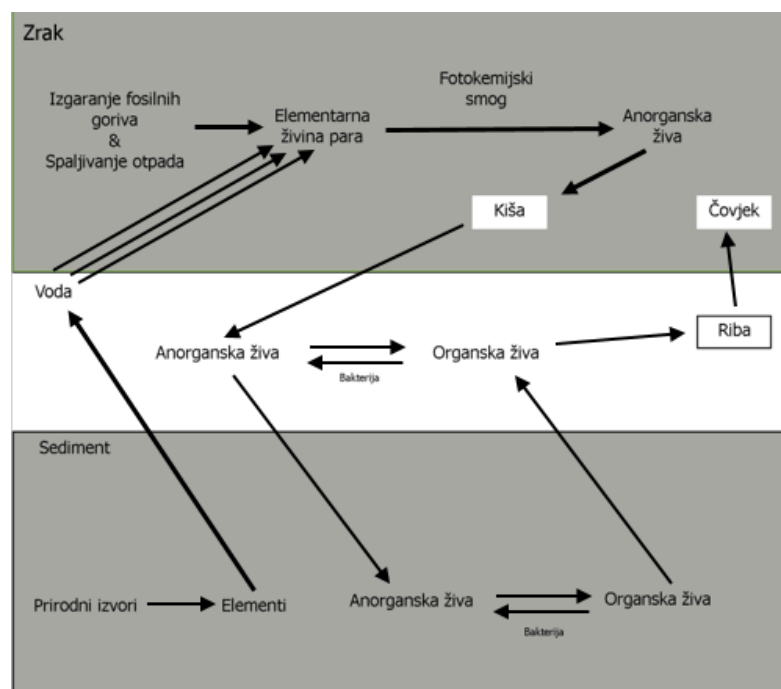 Zrak
Izgaranje fosilnih
goriva
&
Spaljivanje otpada
Elementarna
živina para
Fotokemijski
smog
Anorganska
živa
Kiša
Čovjek
Voda
Anorganska živa
Bakterija
Organska živa
Riba
Sediment
Prirodni izvori
Elementi
Anorganska živa
Bakterija
Organska živa